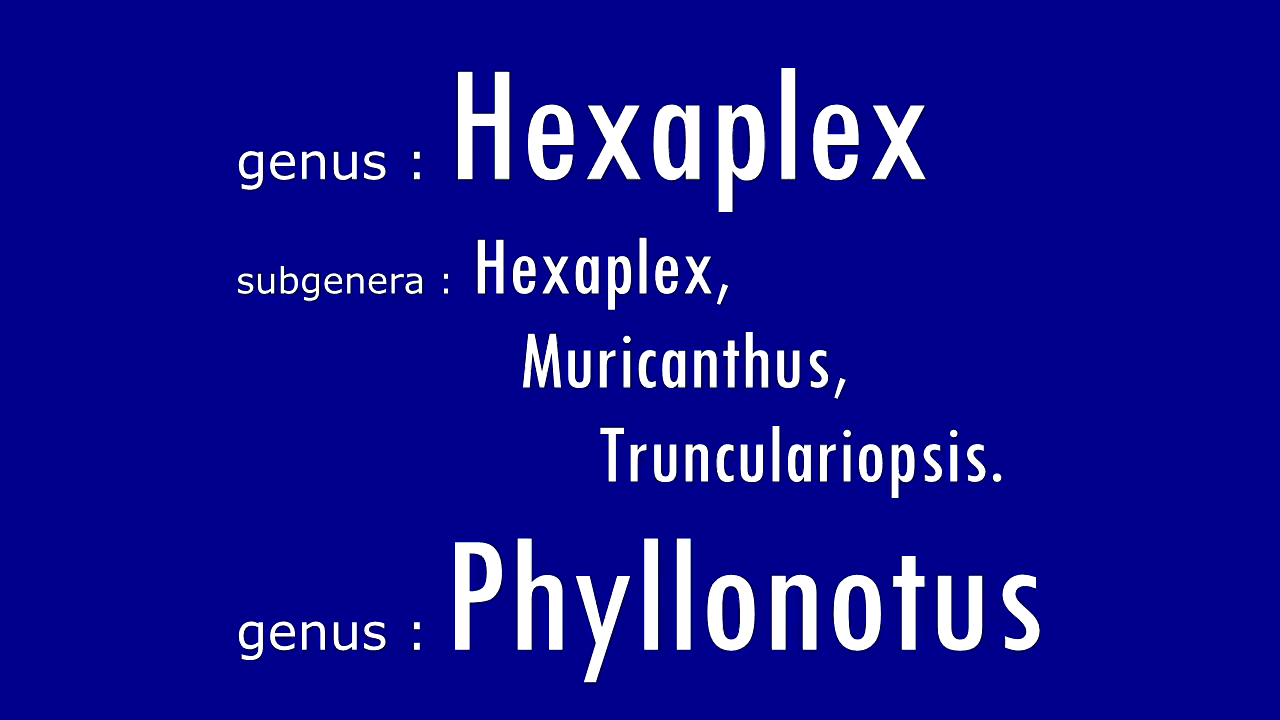 genus : Hexaplex
subgenera : Hexaplex,
Muricanthus,
Trunculariopsis.
genus : Phyllonotus